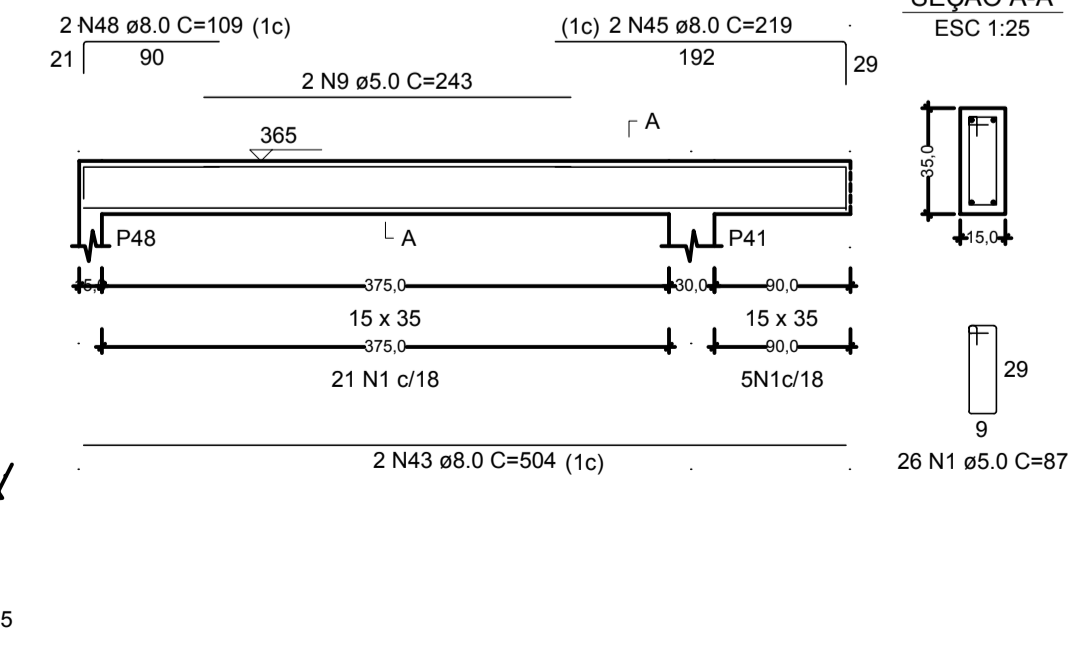 SEÇÃO A-A
ESC 1:25
2 N48 ø8.0 C=109 (1c)
(1c) 2 N45 ø8.0 C=219
21
90
192
29
2 N9 ø5.0 C=243
A
365
35,0
P48
A
P41
15,0
375,0
30,0
90,0
15 x 35
15 x 35
375,0
90,0
21 N1 c/18
5N1c/18
29
9
2 N43 ø8.0 C=504 (1c)
26 N1 ø5.0 C=87
5